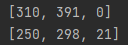 [310, 391, 0]
[250, 298, 21]